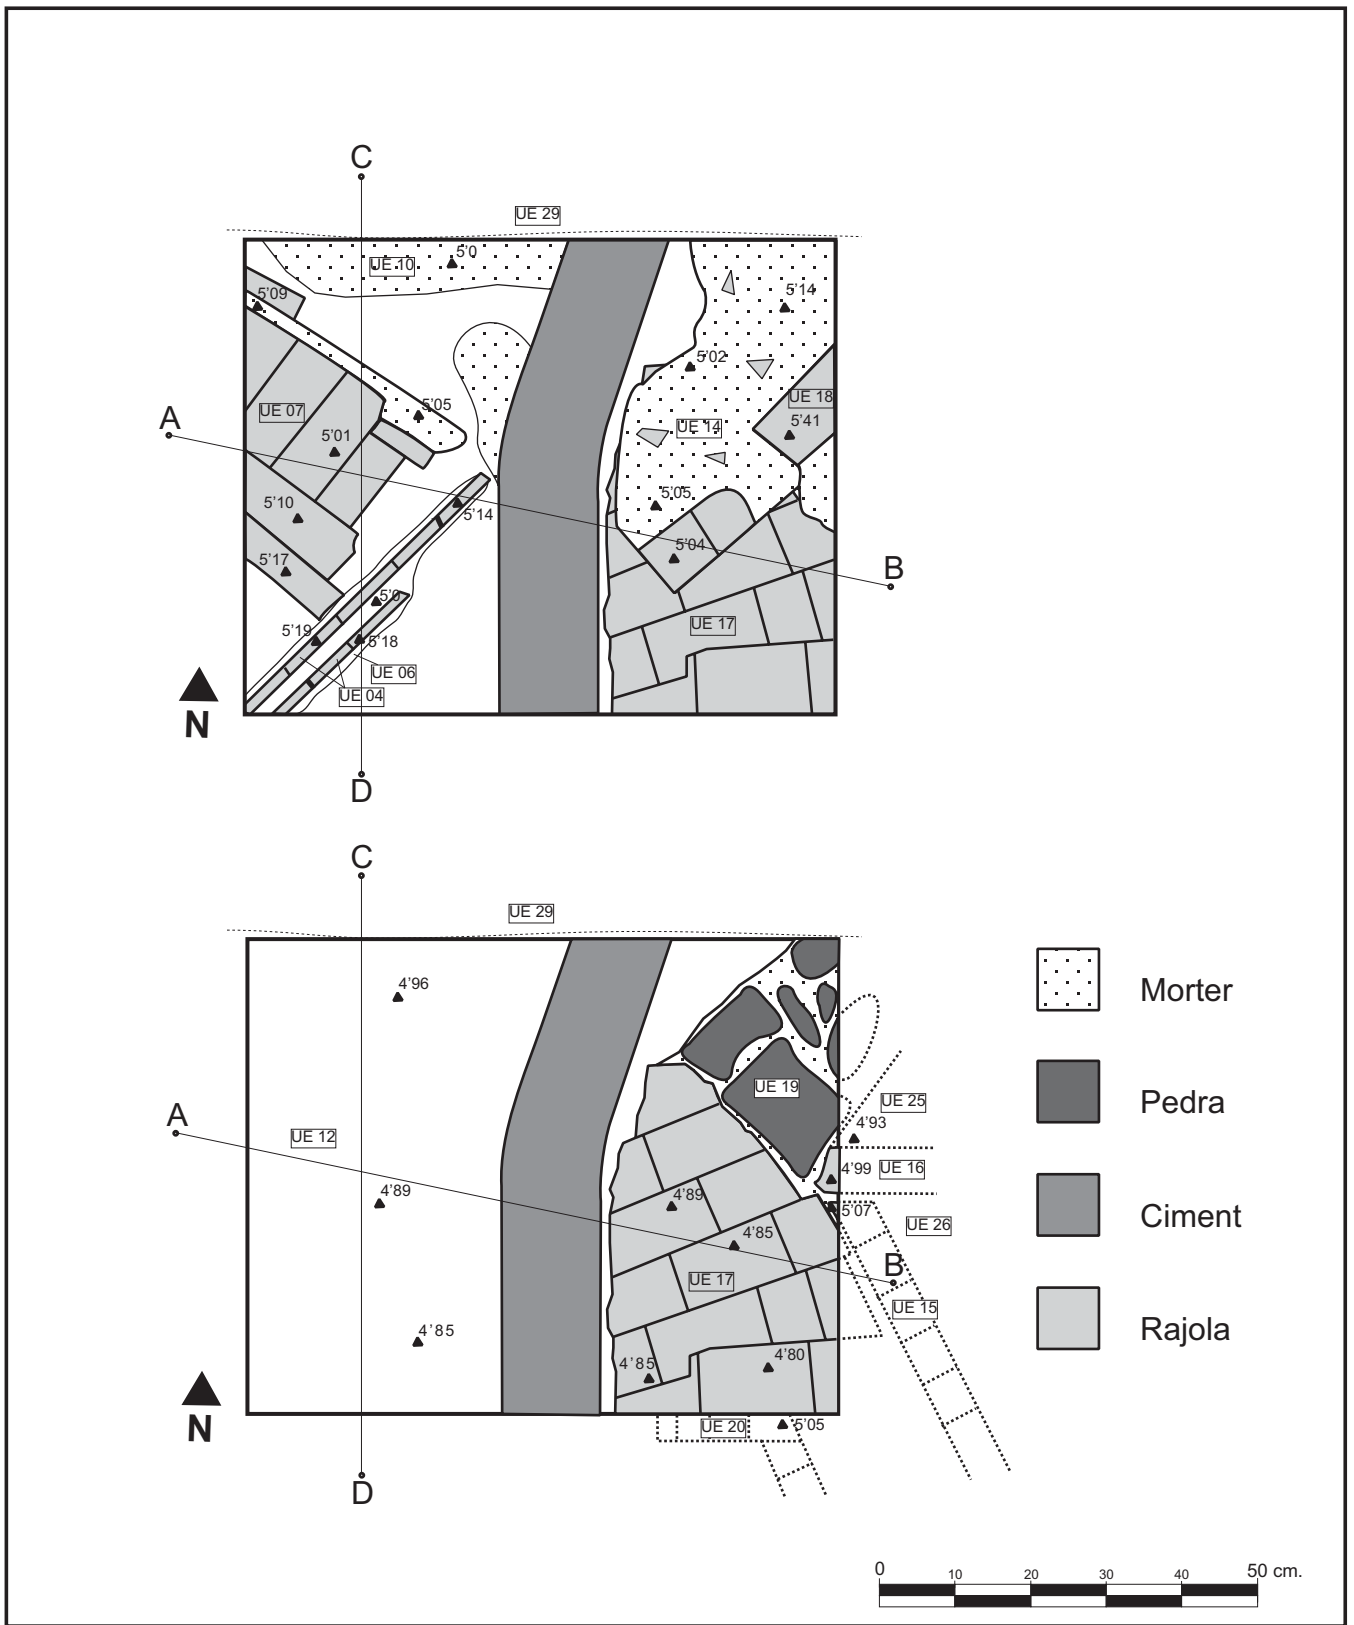 C
UE 29
UE 10
5'0
5'09
5'14
5'02
UE 18
5'41
A
UE 07
5'05
5'01
UE 14
5'10
5'14
5'05
5'04
B
5'17
5'0
5'19
5'18
UE 17
UE 06
UE 04
N
D
C
UE 29
4'96
Morter
UE 19
Pedra
UE 25
4'93
A
UE 12
4'99
UE 16
4'89
4'89
5'07
UE 26
Ciment
4'85
B
UE 17
UE 15
4'85
Rajola
4'80
4'85
N
UE 20
5'05
D
0 10 20 30 40 50 cm.